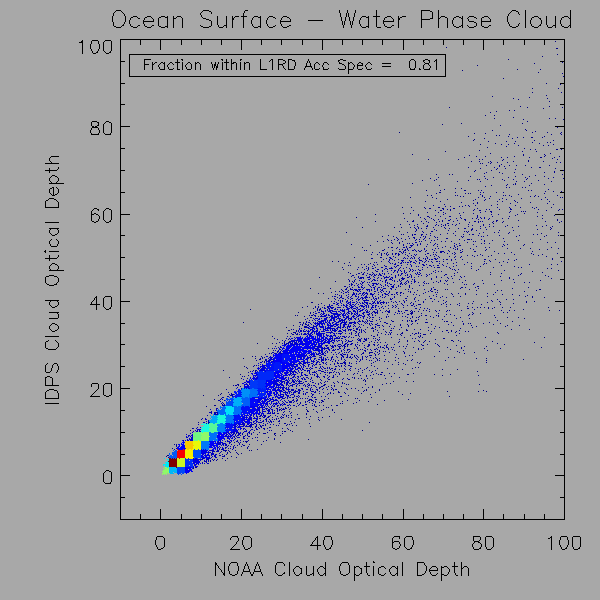 Ocean Surface – Water Phase Cloud
Fraction within L1RD Acc Spec = 0.81
100
80
60
40
20
0
IDPS Cloud Optical Depth
0 20 40 60 80 100
NOAA Cloud Optical Depth